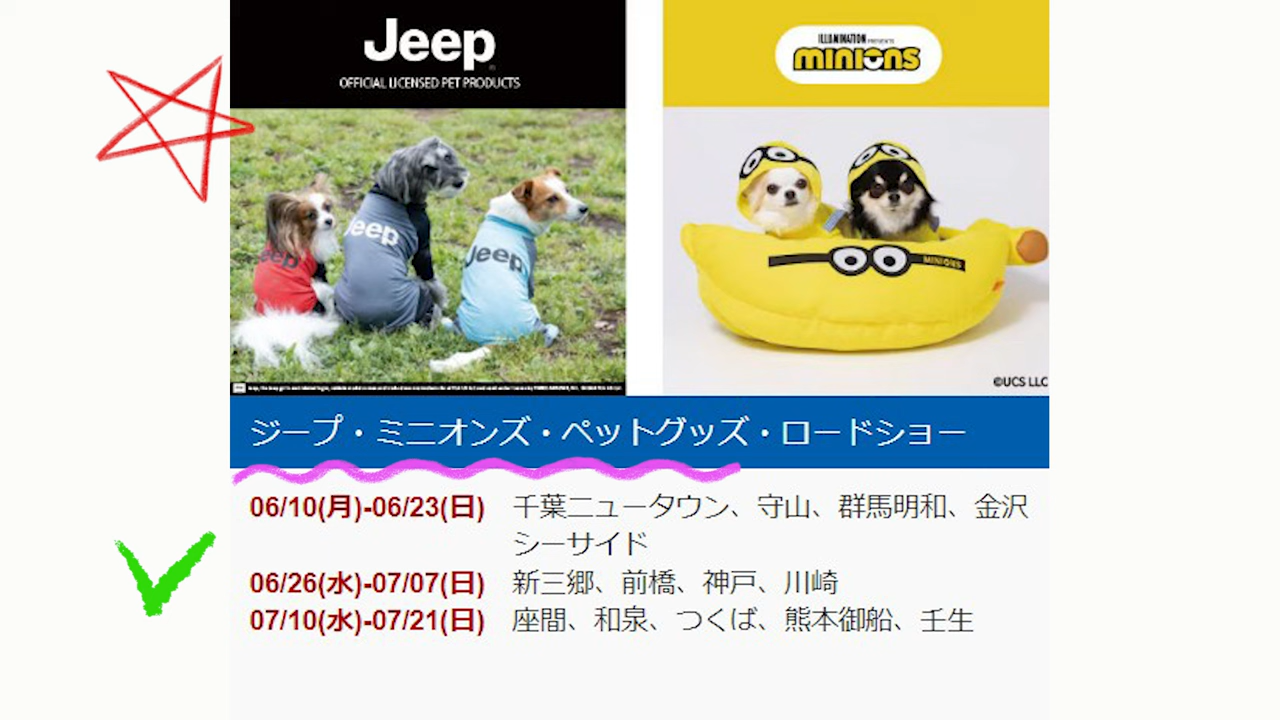 Jeep
OFFICIAL LICENSED PET PRODUCTS
ILLUMINATION PRESENTS
minions
Jeep
Jeep
Jeep
MINIONS
©UCS LLC
ジープ・ミニオンズ・ペットグッズ・ロードショー
06/10(月)-06/23(日) 千葉ニュータウン、守山、群馬明和、金沢
シーサイド
06/26(水)-07/07(日) 新三郷、前橋、神戸、川崎
07/10(水)-07/21(日) 座間、和泉、つくば、熊本御船、壬生